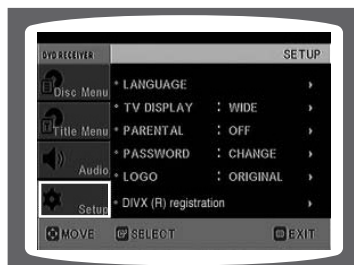 DVD RECEIVER
SETUP
Disc Menu
Title Menu
Audio
Setup
• LANGUAGE
• TV DISPLAY : WIDE
• PARENTAL : OFF
• PASSWORD : CHANGE
• LOGO : ORIGINAL
• DIVX (R) registration
MOVE SELECT EXIT